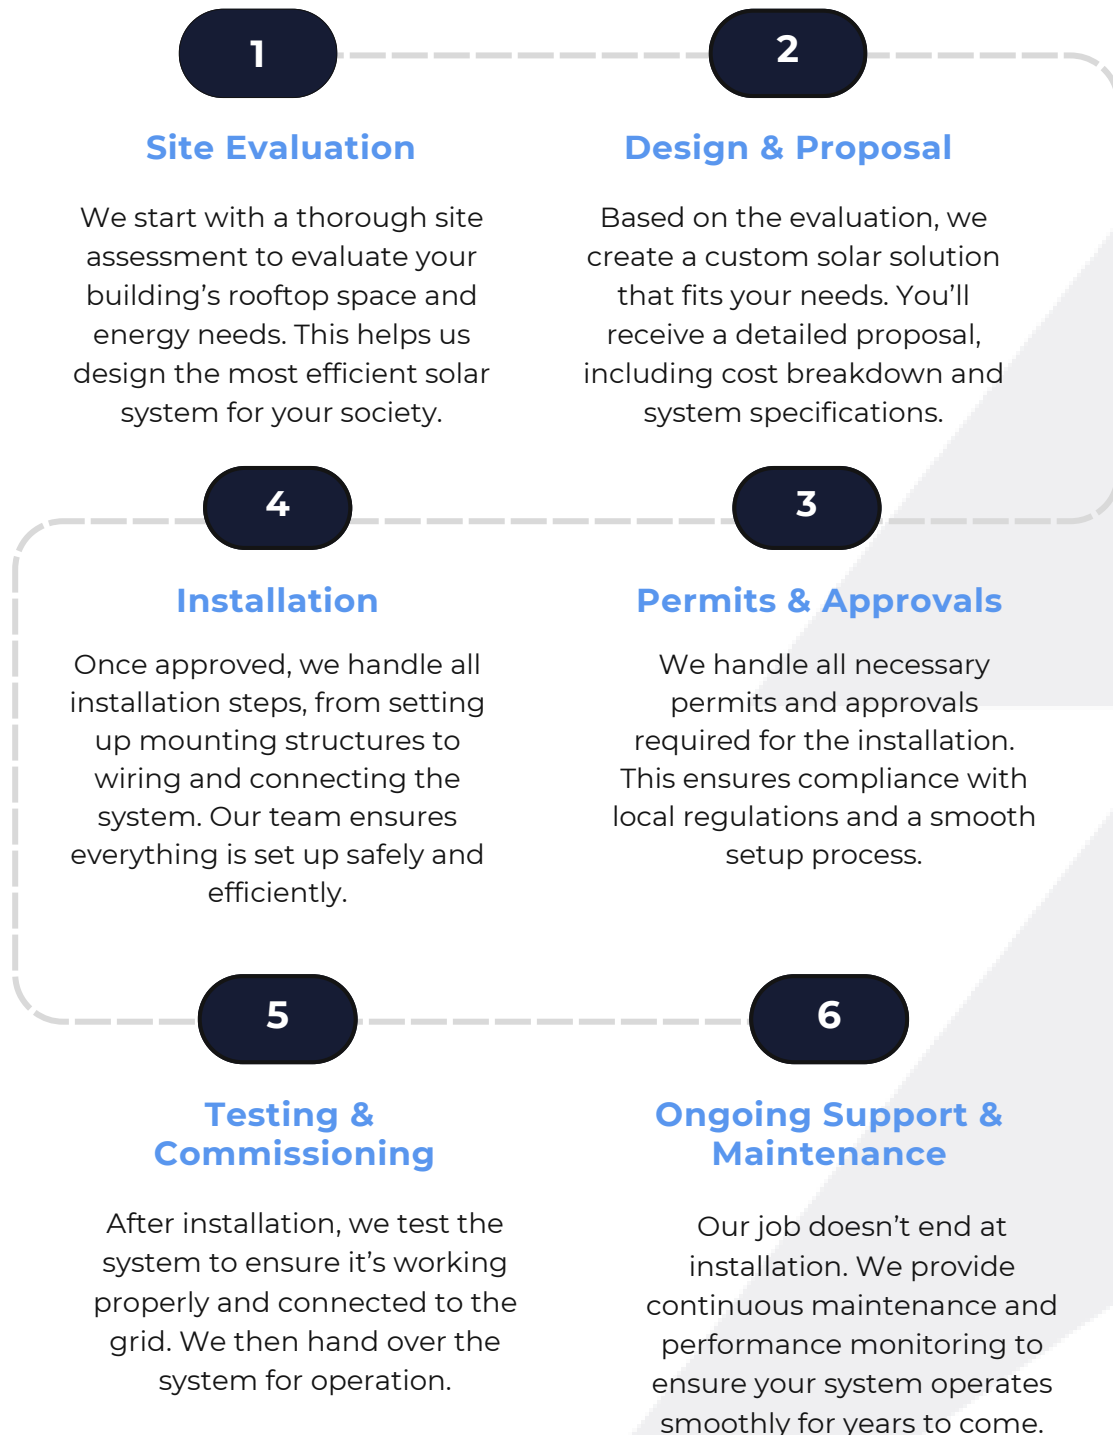 1
Site Evaluation
We start with a thorough site
assessment to evaluate your
building’s rooftop space and
energy needs. This helps us
design the most efficient solar
system for your society.
2
Design & Proposal
Based on the evaluation, we
create a custom solar solution
that fits your needs. You’ll
receive a detailed proposal,
including cost breakdown and
system specifications.
3
Permits & Approvals
We handle all necessary
permits and approvals
required for the installation.
This ensures compliance with
local regulations and a smooth
setup process.
4
Installation
Once approved, we handle all
installation steps, from setting
up mounting structures to
wiring and connecting the
system. Our team ensures
everything is set up safely and
efficiently.
5
Testing &
Commissioning
After installation, we test the
system to ensure it’s working
properly and connected to the
grid. We then hand over the
system for operation.
6
Ongoing Support &
Maintenance
Our job doesn’t end at
installation. We provide
continuous maintenance and
performance monitoring to
ensure your system operates
smoothly for years to come.